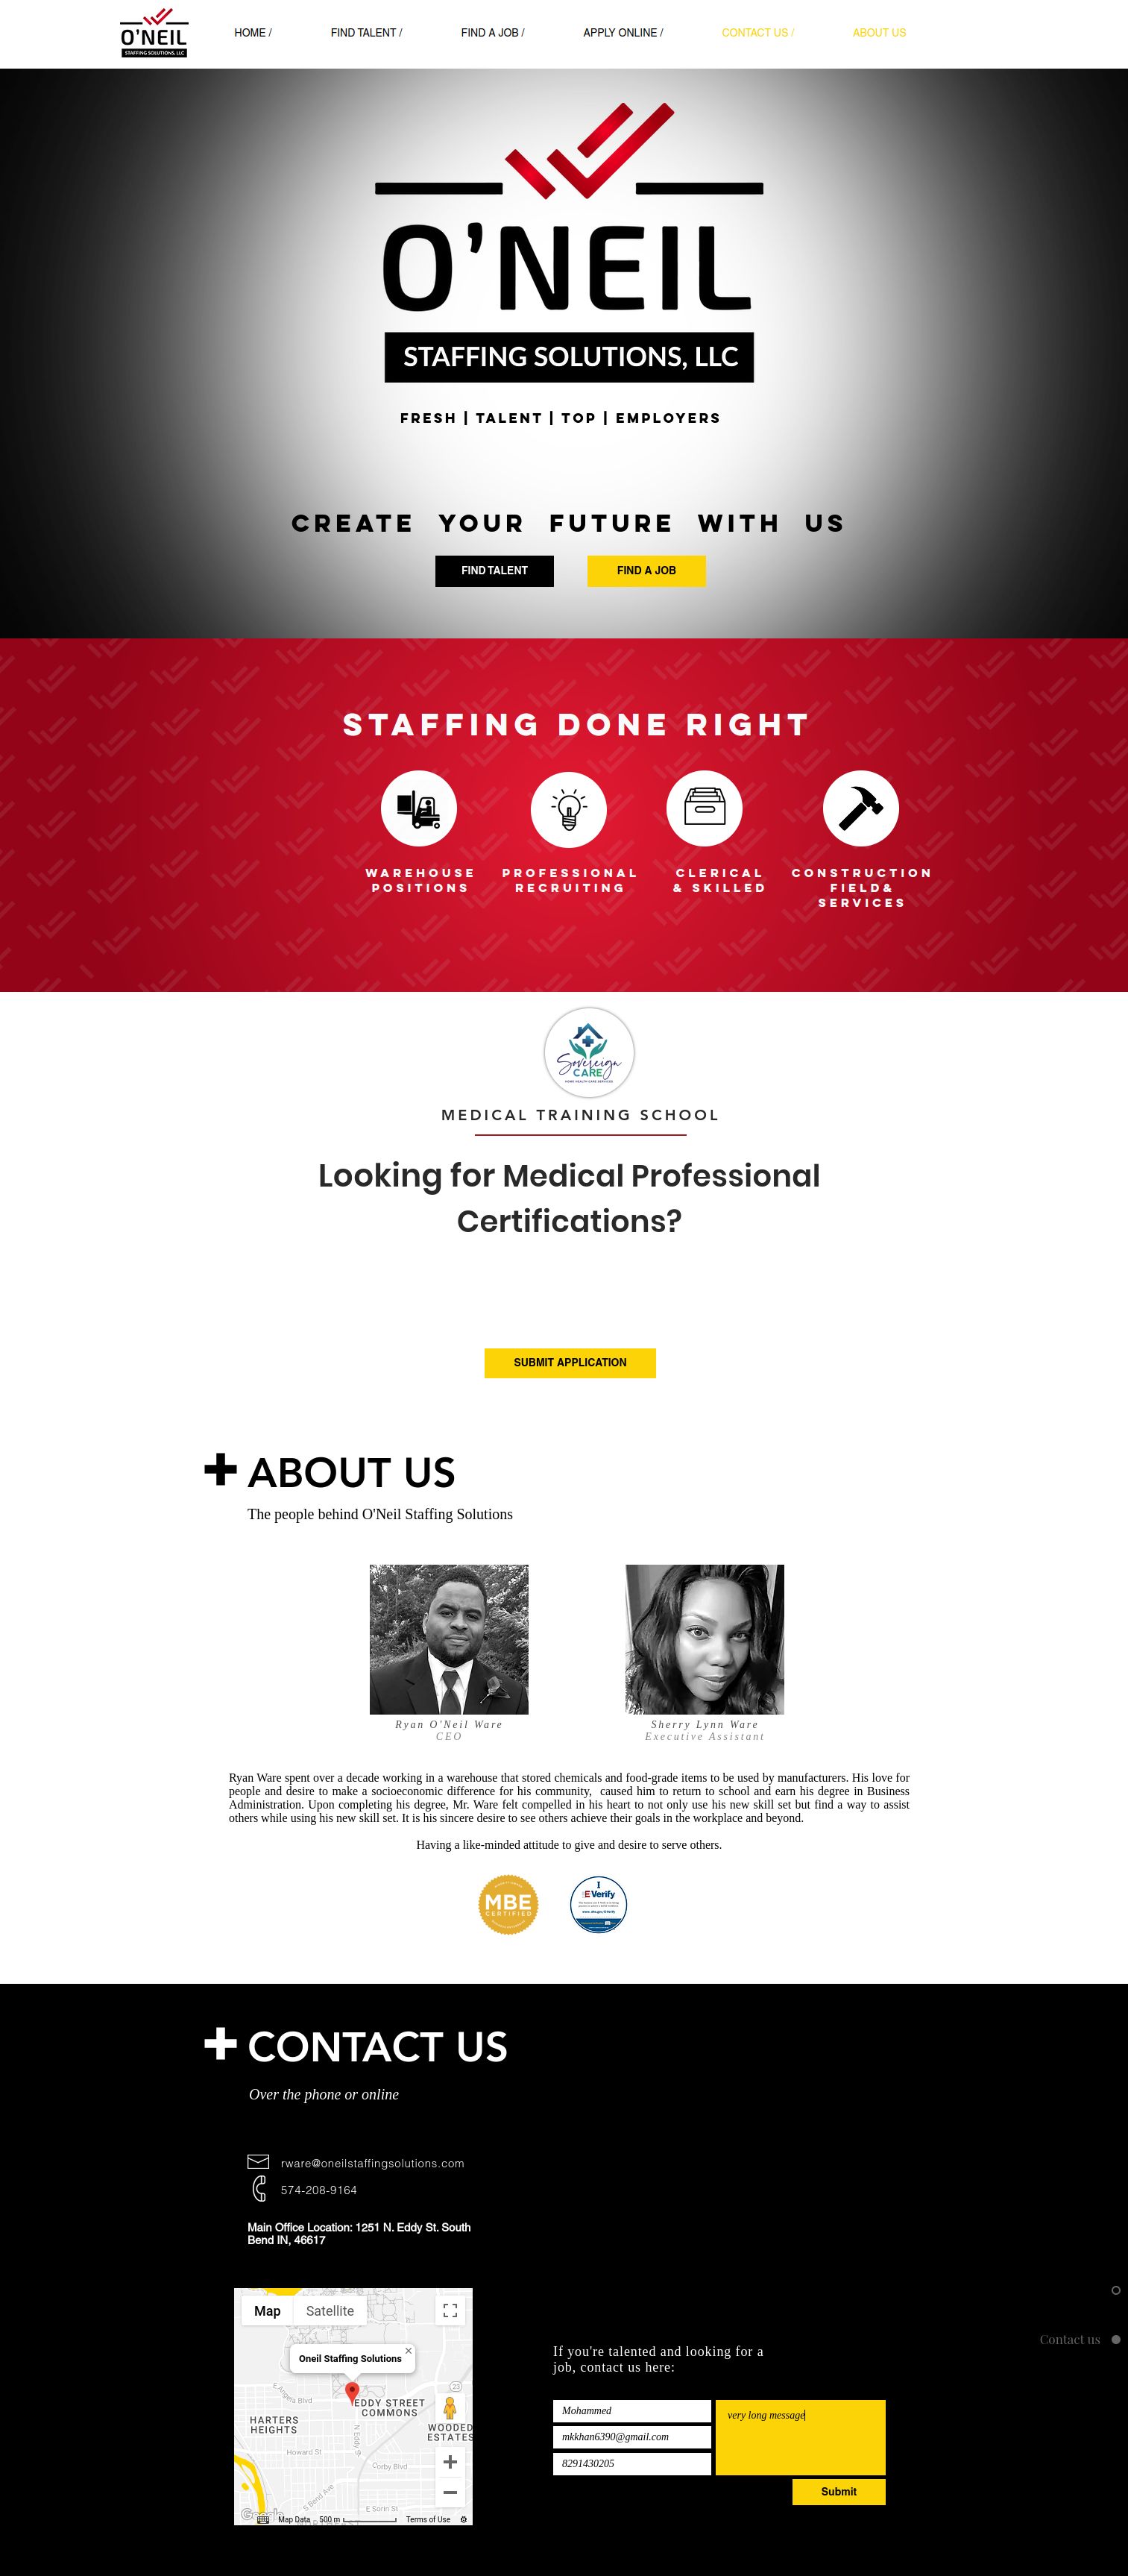 O'NEIL
STAFFING SOLUTIONS, LLC
HOME /
FIND TALENT /
FIND A JOB /
APPLY ONLINE /
CONTACT US /
ABOUT US
O'NEIL
STAFFING SOLUTIONS, LLC
FRESH | TALENT | TOP | EMPLOYERS
CREATE YOUR FUTURE WITH US
FIND TALENT
FIND A JOB
STAFFING DONE RIGHT
WAREHOUSE
POSITIONS
PROFESSIONAL
RECRUITING
CLERICAL
& SKILLED
CONSTRUCTION
FIELD&
SERVICES
Sovereign
CARE
HOME HEALTH CARE SERVICES
MEDICAL TRAINING SCHOOL
Looking for Medical Professional
Certifications?
SUBMIT APPLICATION
ABOUT US
The people behind O'Neil Staffing Solutions
Ryan O'Neil Ware
CEO
Sherry Lynn Ware
Executive Assistant
Ryan Ware spent over a decade working in a warehouse that stored chemicals and food-grade items to be used by manufacturers. His love for
people and desire to make a socioeconomic difference for his community,  caused him to return to school and earn his degree in Business
Administration. Upon completing his degree, Mr. Ware felt compelled in his heart to not only use his new skill set but find a way to assist
others while using his new skill set. It is his sincere desire to see others achieve their goals in the workplace and beyond.
Having a like-minded attitude to give and desire to serve others.
MBE
CERTIFIED
I
E-Verify
CONTACT US
Over the phone or online
rware@oneilstaffingsolutions.com
574-208-9164
Main Office Location: 1251 N. Eddy St. South
Bend IN, 46617
Map
Satellite
Oneil Staffing Solutions
23
E Angela Blvd
EDDY STREET
COMMONS
HARTERS
HEIGHTS
WOODED
ESTATES
N. Eddy St
Howard St
Corby Blvd
S Bend Ave
E Sorin St
Google
Map Data
500 m
Terms of Use
Contact us
If you're talented and looking for a
job, contact us here:
Mohammed
mkkhan6390@gmail.com
8291430205
very long message
Submit